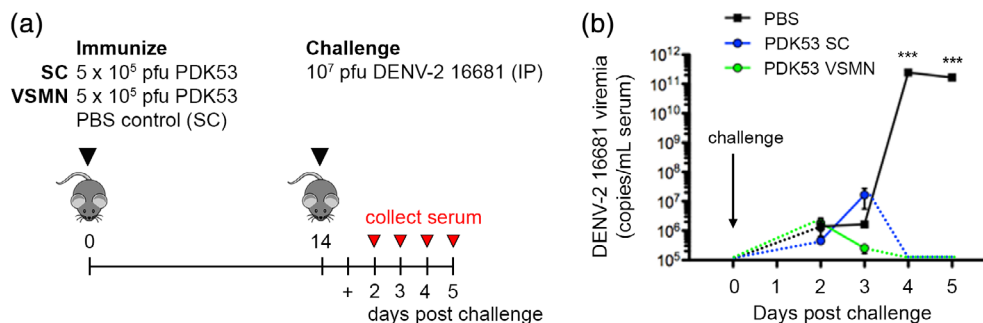 (a)
Immunize
SC 5 x 10⁵ pfu PDK53
VSMN 5 x 10⁵ pfu PDK53
PBS control (SC)
Challenge
10⁷ pfu DENV-2 16681 (IP)
collect serum
0 14 + 2 3 4 5
days post challenge
(b)
PBS
PDK53 SC
PDK53 VSMN
DENV-2 16681 viremia
(copies/mL serum)
10¹²
10¹¹
10¹⁰
10⁹
10⁸
10⁷
10⁶
10⁵
challenge
*** ***
0 1 2 3 4 5
Days post challenge